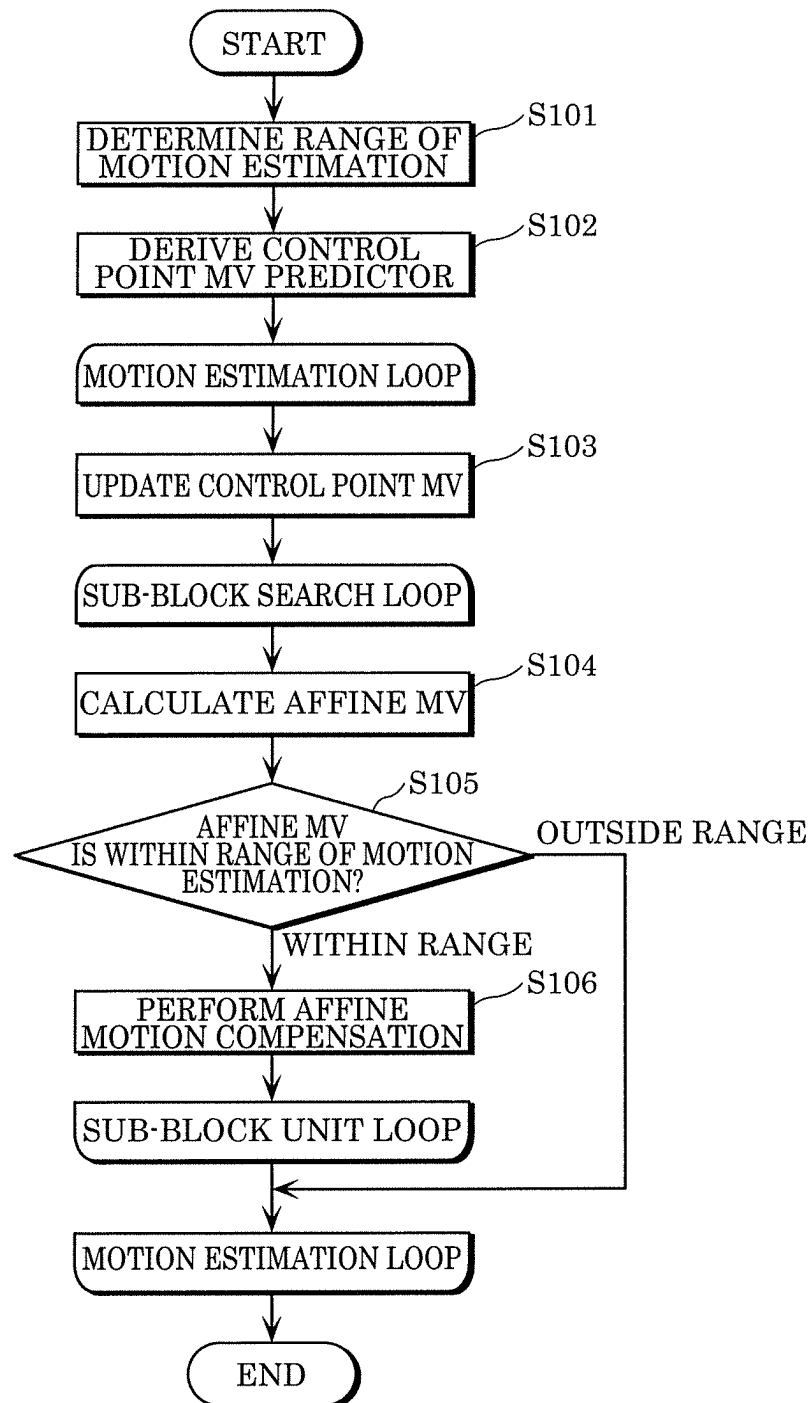 START
S101
DETERMINE RANGE OF
MOTION ESTIMATION
S102
DERIVE CONTROL
POINT MV PREDICTOR
MOTION ESTIMATION LOOP
S103
UPDATE CONTROL POINT MV
SUB-BLOCK SEARCH LOOP
S104
CALCULATE AFFINE MV
S105
AFFINE MV
IS WITHIN RANGE OF MOTION
ESTIMATION?
OUTSIDE RANGE
WITHIN RANGE
S106
PERFORM AFFINE
MOTION COMPENSATION
SUB-BLOCK UNIT LOOP
MOTION ESTIMATION LOOP
END